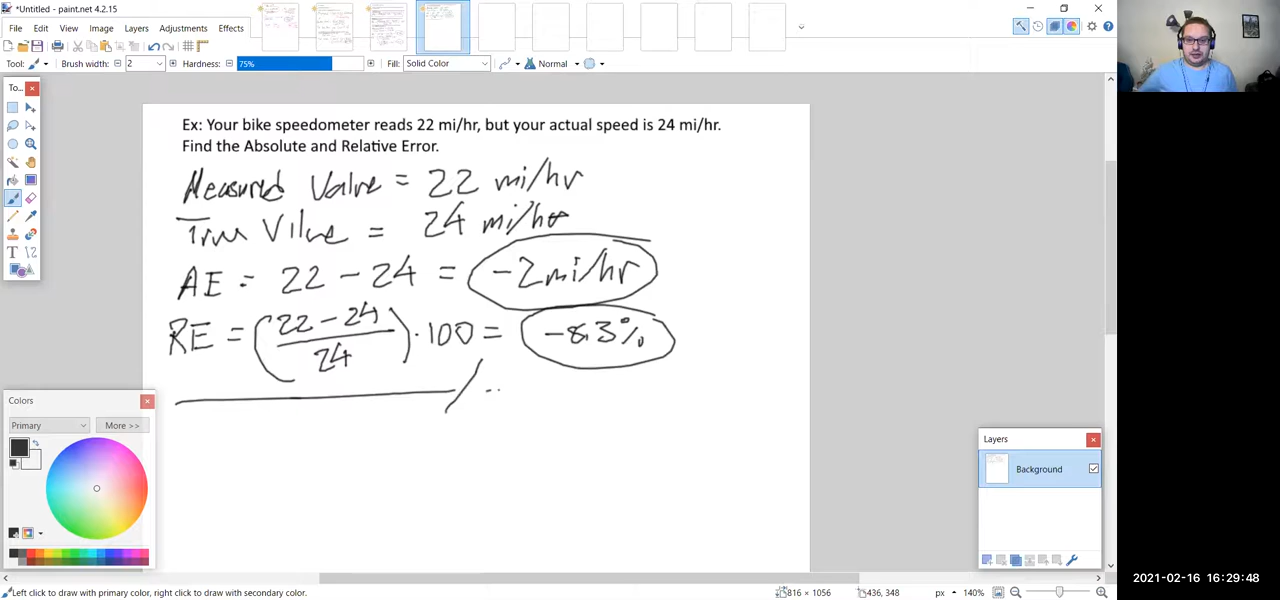 *Untitled - paint.net 4.2.15
File Edit View Image Layers Adjustments Effects
Tool: Brush width: 2 Hardness: 75% Fill: Solid Color Normal
To...
Ex: Your bike speedometer reads 22 mi/hr, but your actual speed is 24 mi/hr.
Find the Absolute and Relative Error.
Measured Value = 22 mi/hr
True Value = 24 mi/hr
AE = 22 - 24 = -2 mi/hr
RE = (22 - 24 / 24) · 100 = -8.3%
Colors
Primary More >>
Layers
Background
Left click to draw with primary color, right click to draw with secondary color.
816 x 1056 436, 348 px 140%
2021-02-16 16:29:48